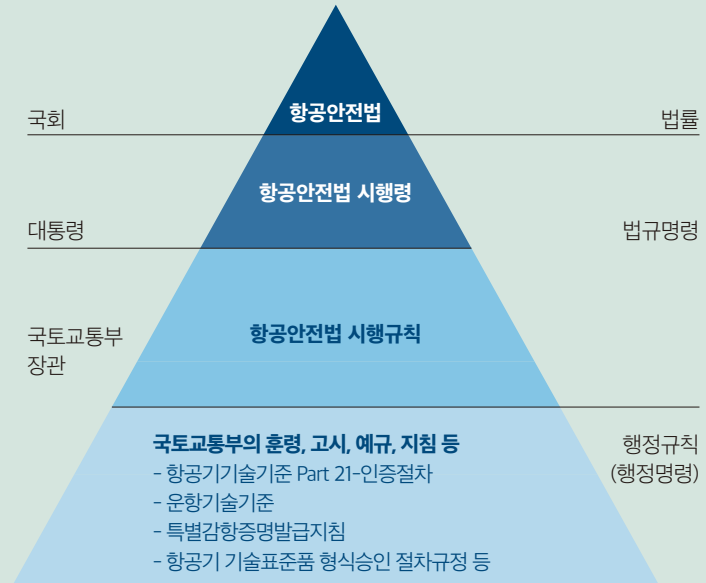 항공안전법
국회
법률
항공안전법 시행령
대통령
법규명령
항공안전법 시행규칙
국토교통부
장관
국토교통부의 훈령, 고시, 예규, 지침 등
- 항공기기술기준 Part 21-인증절차
- 운항기술기준
- 특별감항증명발급지침
- 항공기 기술표준품 형식승인 절차규정 등
행정규칙
(행정명령)